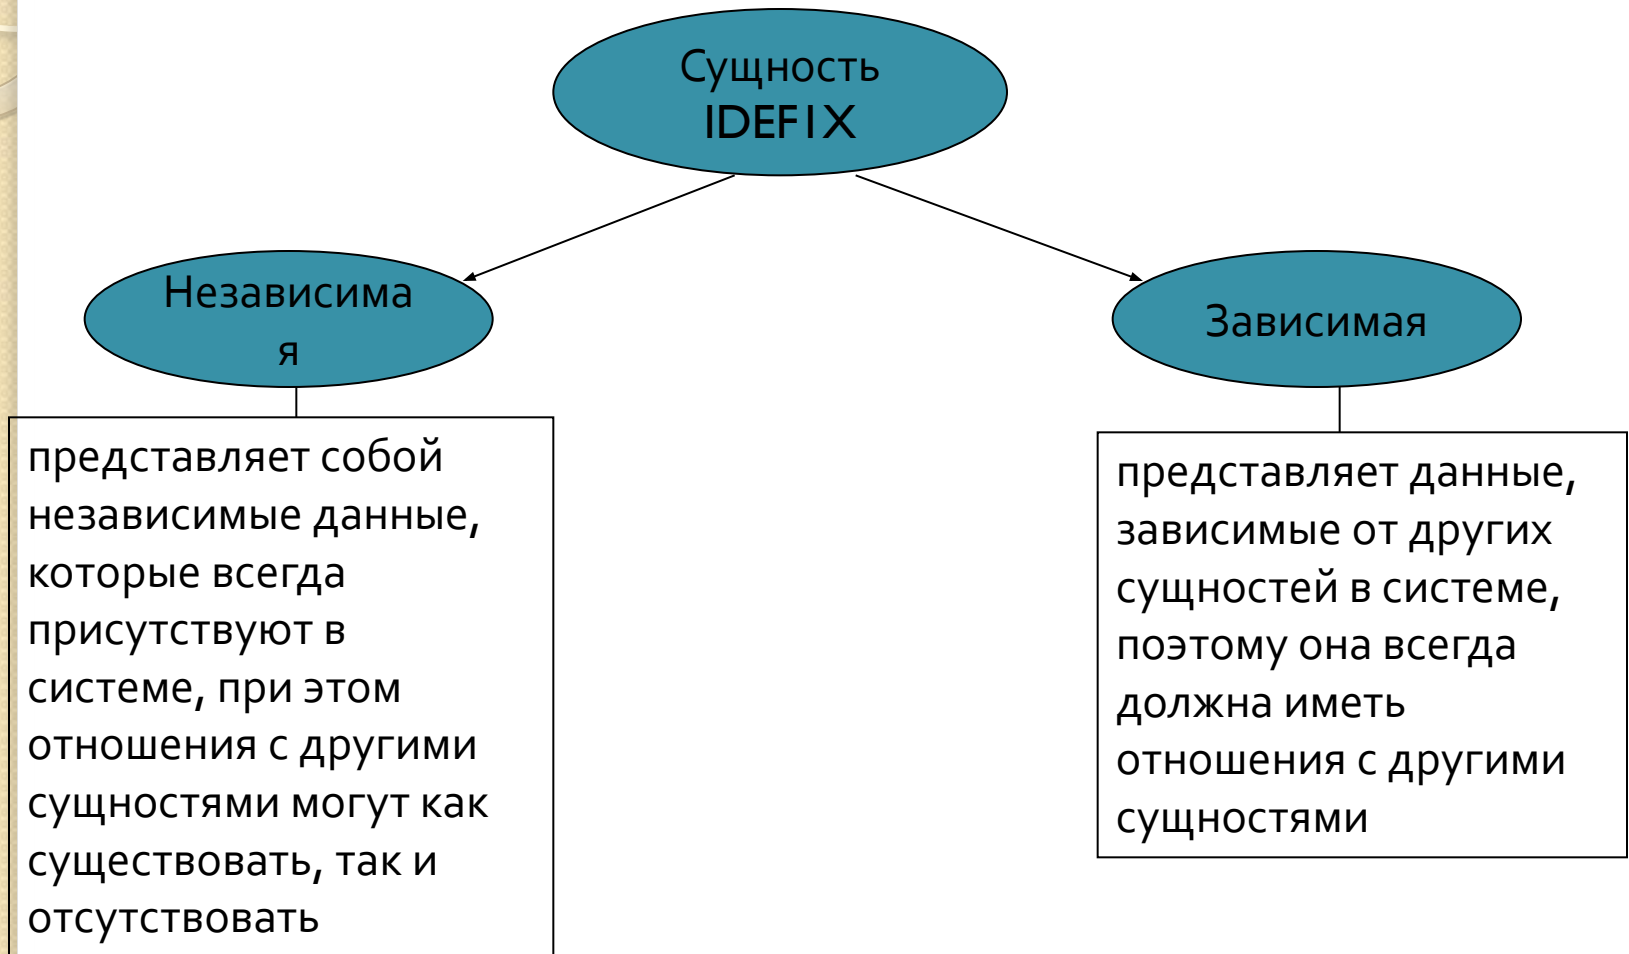 Сущность
IDEF1X
Независима
я
Зависимая
представляет собой
независимые данные,
которые всегда
присутствуют в
системе, при этом
отношения с другими
сущностями могут как
существовать, так и
отсутствовать
представляет данные,
зависимые от других
сущностей в системе,
поэтому она всегда
должна иметь
отношения с другими
сущностями